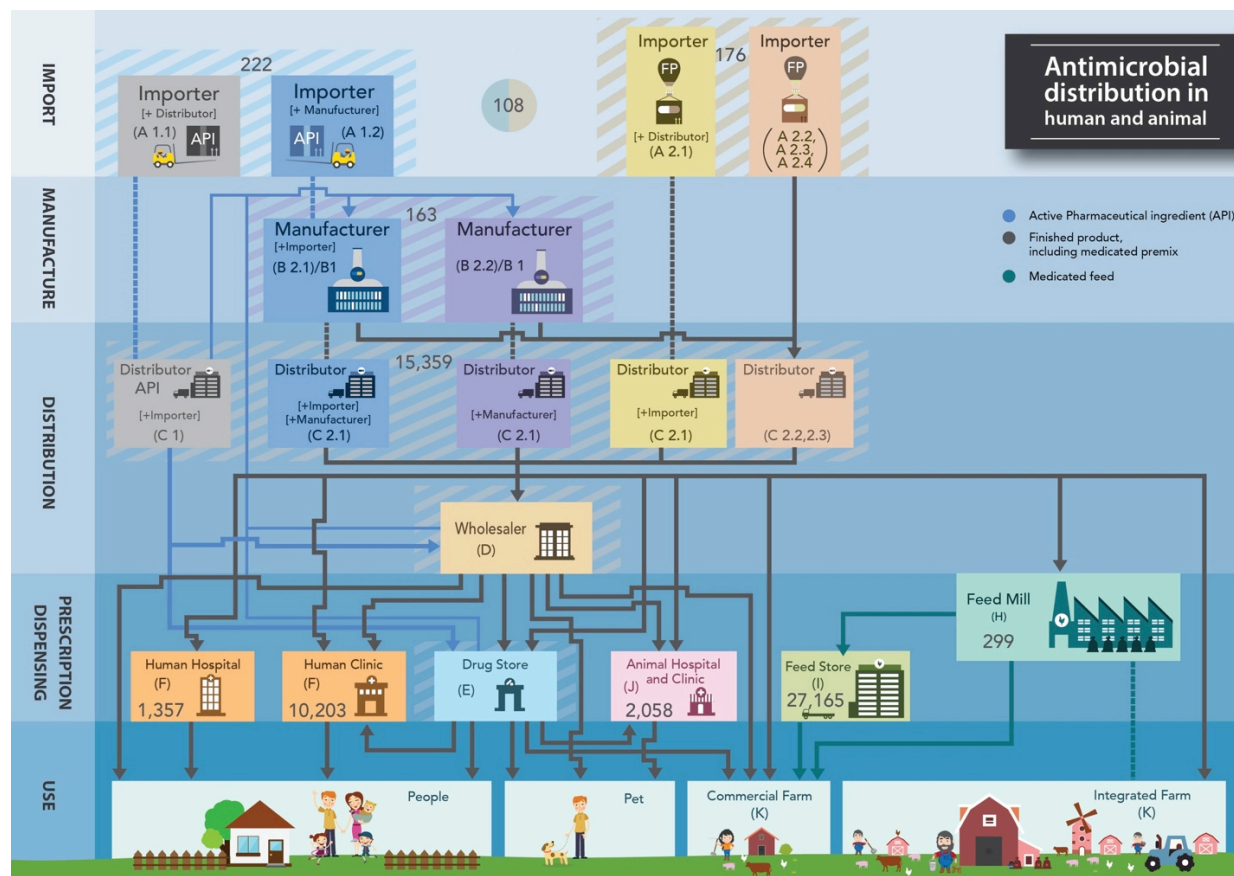 Antimicrobial
distribution in
human and animal
IMPORT
222
Importer
[+ Distributor]
(A 1.1)
API
Importer
[+ Manufucturer]
API
(A 1.2)
108
176
Importer
FP
[+ Distributor]
(A 2.1)
Importer
FP
(A 2.2,
A 2.3,
A 2.4)
MANUFACTURE
163
Manufacturer
[+Importer]
(B 2.1)/B1
Manufacturer
(B 2.2)/B 1
Active Pharmaceutical ingredient (API)
Finished product,
including medicated premix
Medicated feed
DISTRIBUTION
15,359
Distributor
API
[+Importer]
(C 1)
Distributor
[+Importer]
[+Manufacturer]
(C 2.1)
Distributor
[+Manufacturer]
(C 2.1)
Distributor
[+Importer]
(C 2.1)
Distributor
(C 2.2,2.3)
Wholesaler
(D)
PRESCRIPTION
DISPENSING
Human Hospital
(F)
1,357
Human Clinic
(F)
10,203
Drug Store
(E)
Animal Hospital
and Clinic
(J)
2,058
Feed Store
(I)
27,165
Feed Mill
(H)
299
USE
People
Pet
Commercial Farm
(K)
Integrated Farm
(K)